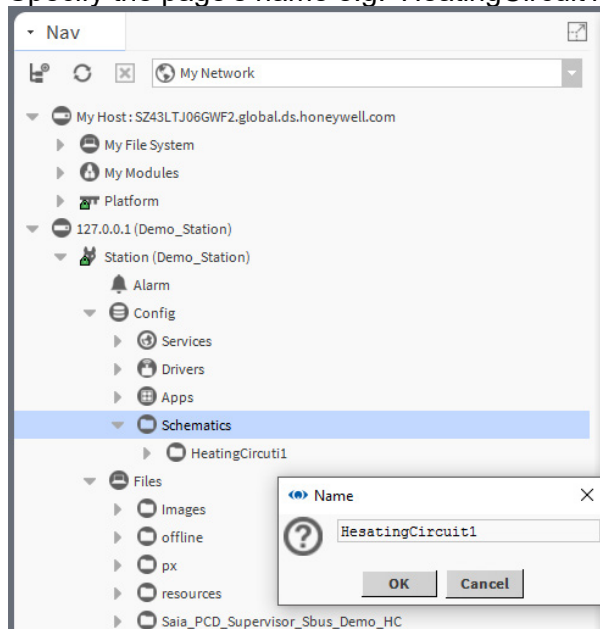 Nav
My Network
My Host : SZ43LTJ06GWF2.global.ds.honeywell.com
My File System
My Modules
Platform
127.0.0.1 (Demo_Station)
Station (Demo_Station)
Alarm
Config
Services
Drivers
Apps
Schematics
HeatingCircuti1
Files
Images
offline
px
resources
Saia_PCD_Supervisor_Sbus_Demo_HC
Name
HesatingCircuit1
OK Cancel